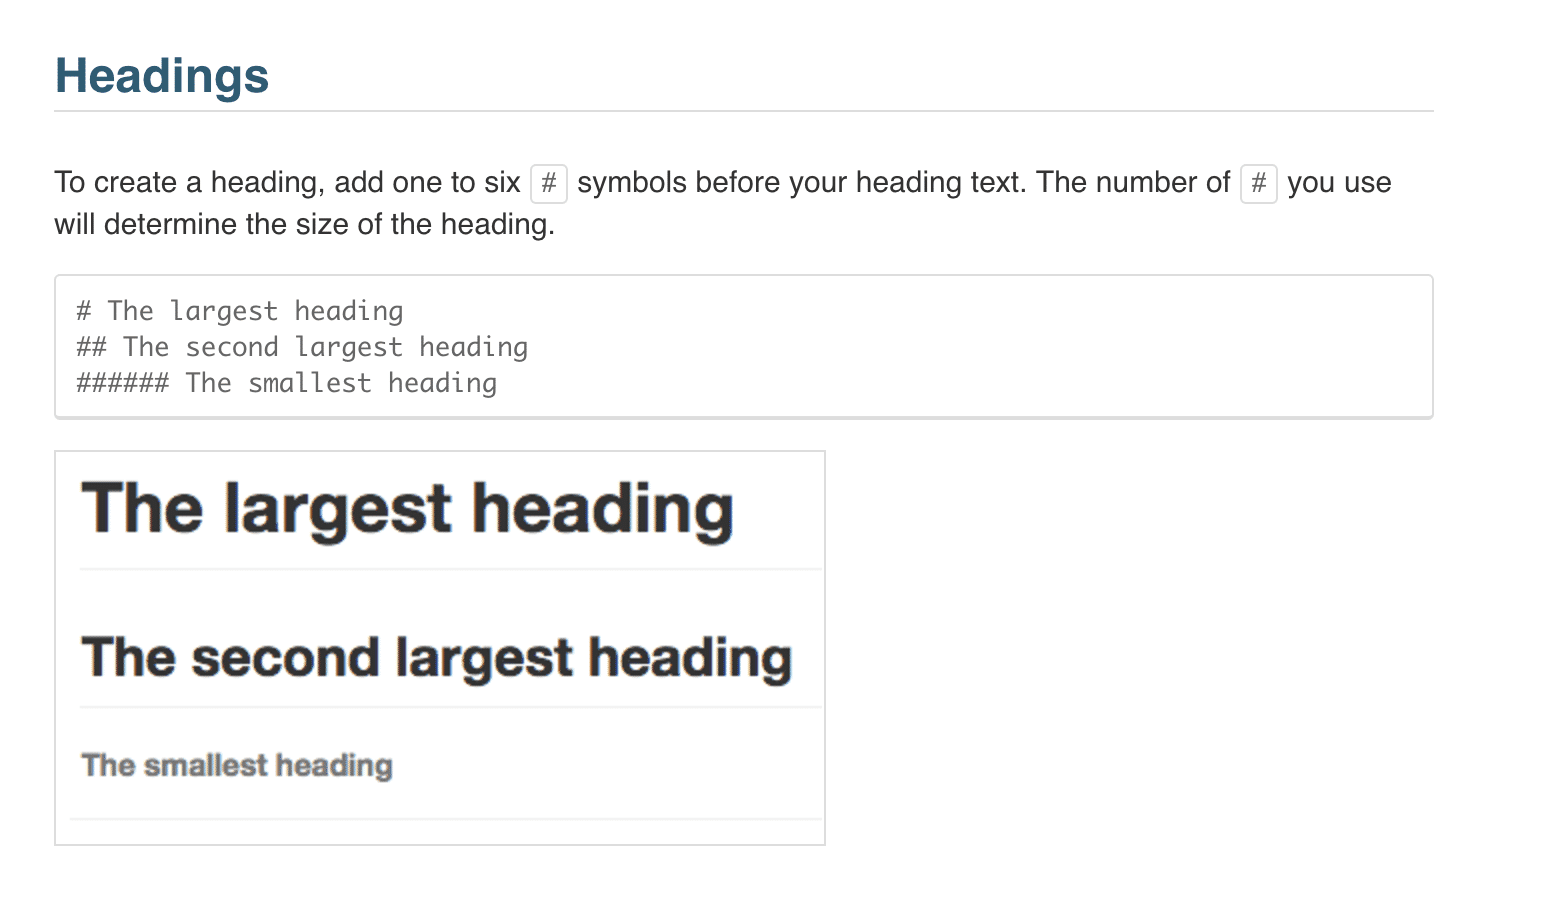 Headings
To create a heading, add one to six # symbols before your heading text. The number of # you use
will determine the size of the heading.
# The largest heading
## The second largest heading
###### The smallest heading
The largest heading
The second largest heading
The smallest heading